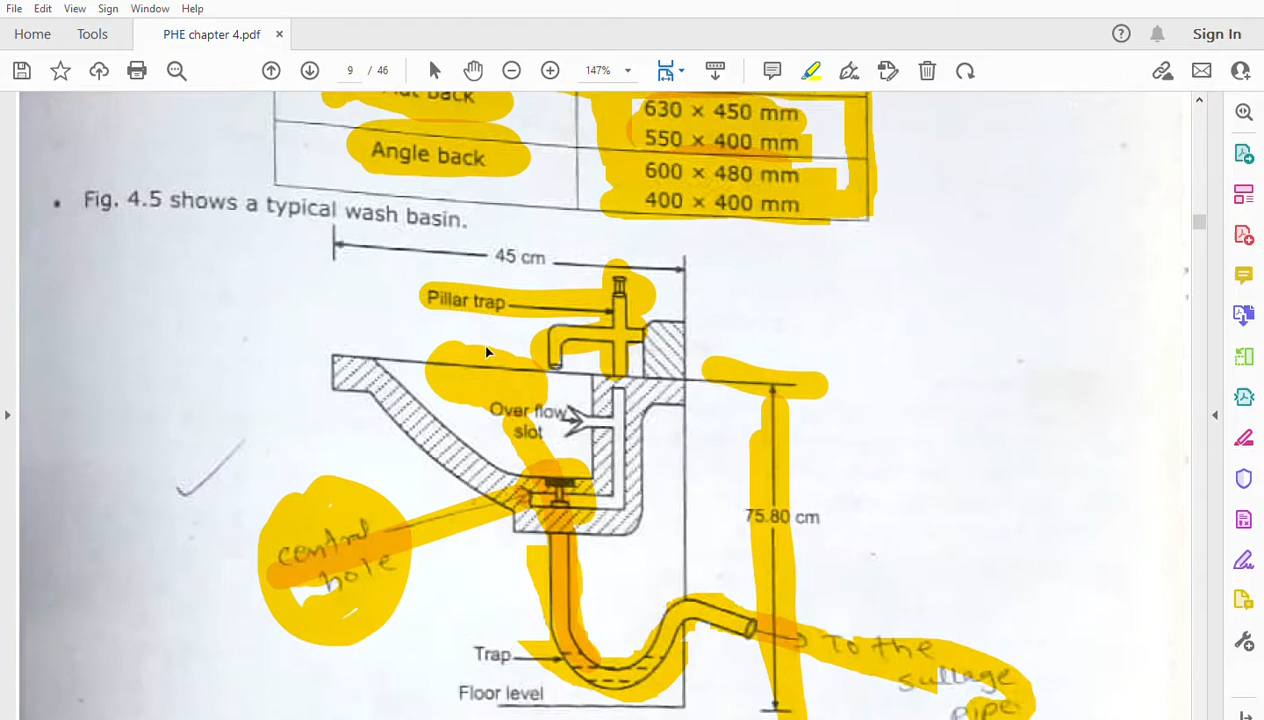 File Edit View Sign Window Help
Home Tools PHE chapter 4.pdf × Sign In
9 / 46 147%
630 × 450 mm
550 × 400 mm
Angle back
600 × 480 mm
400 × 400 mm
• Fig. 4.5 shows a typical wash basin.
45 cm
Pillar trap
Over flow
slot
central
hole
75.80 cm
Trap
To the
sullage
pipe
Floor level